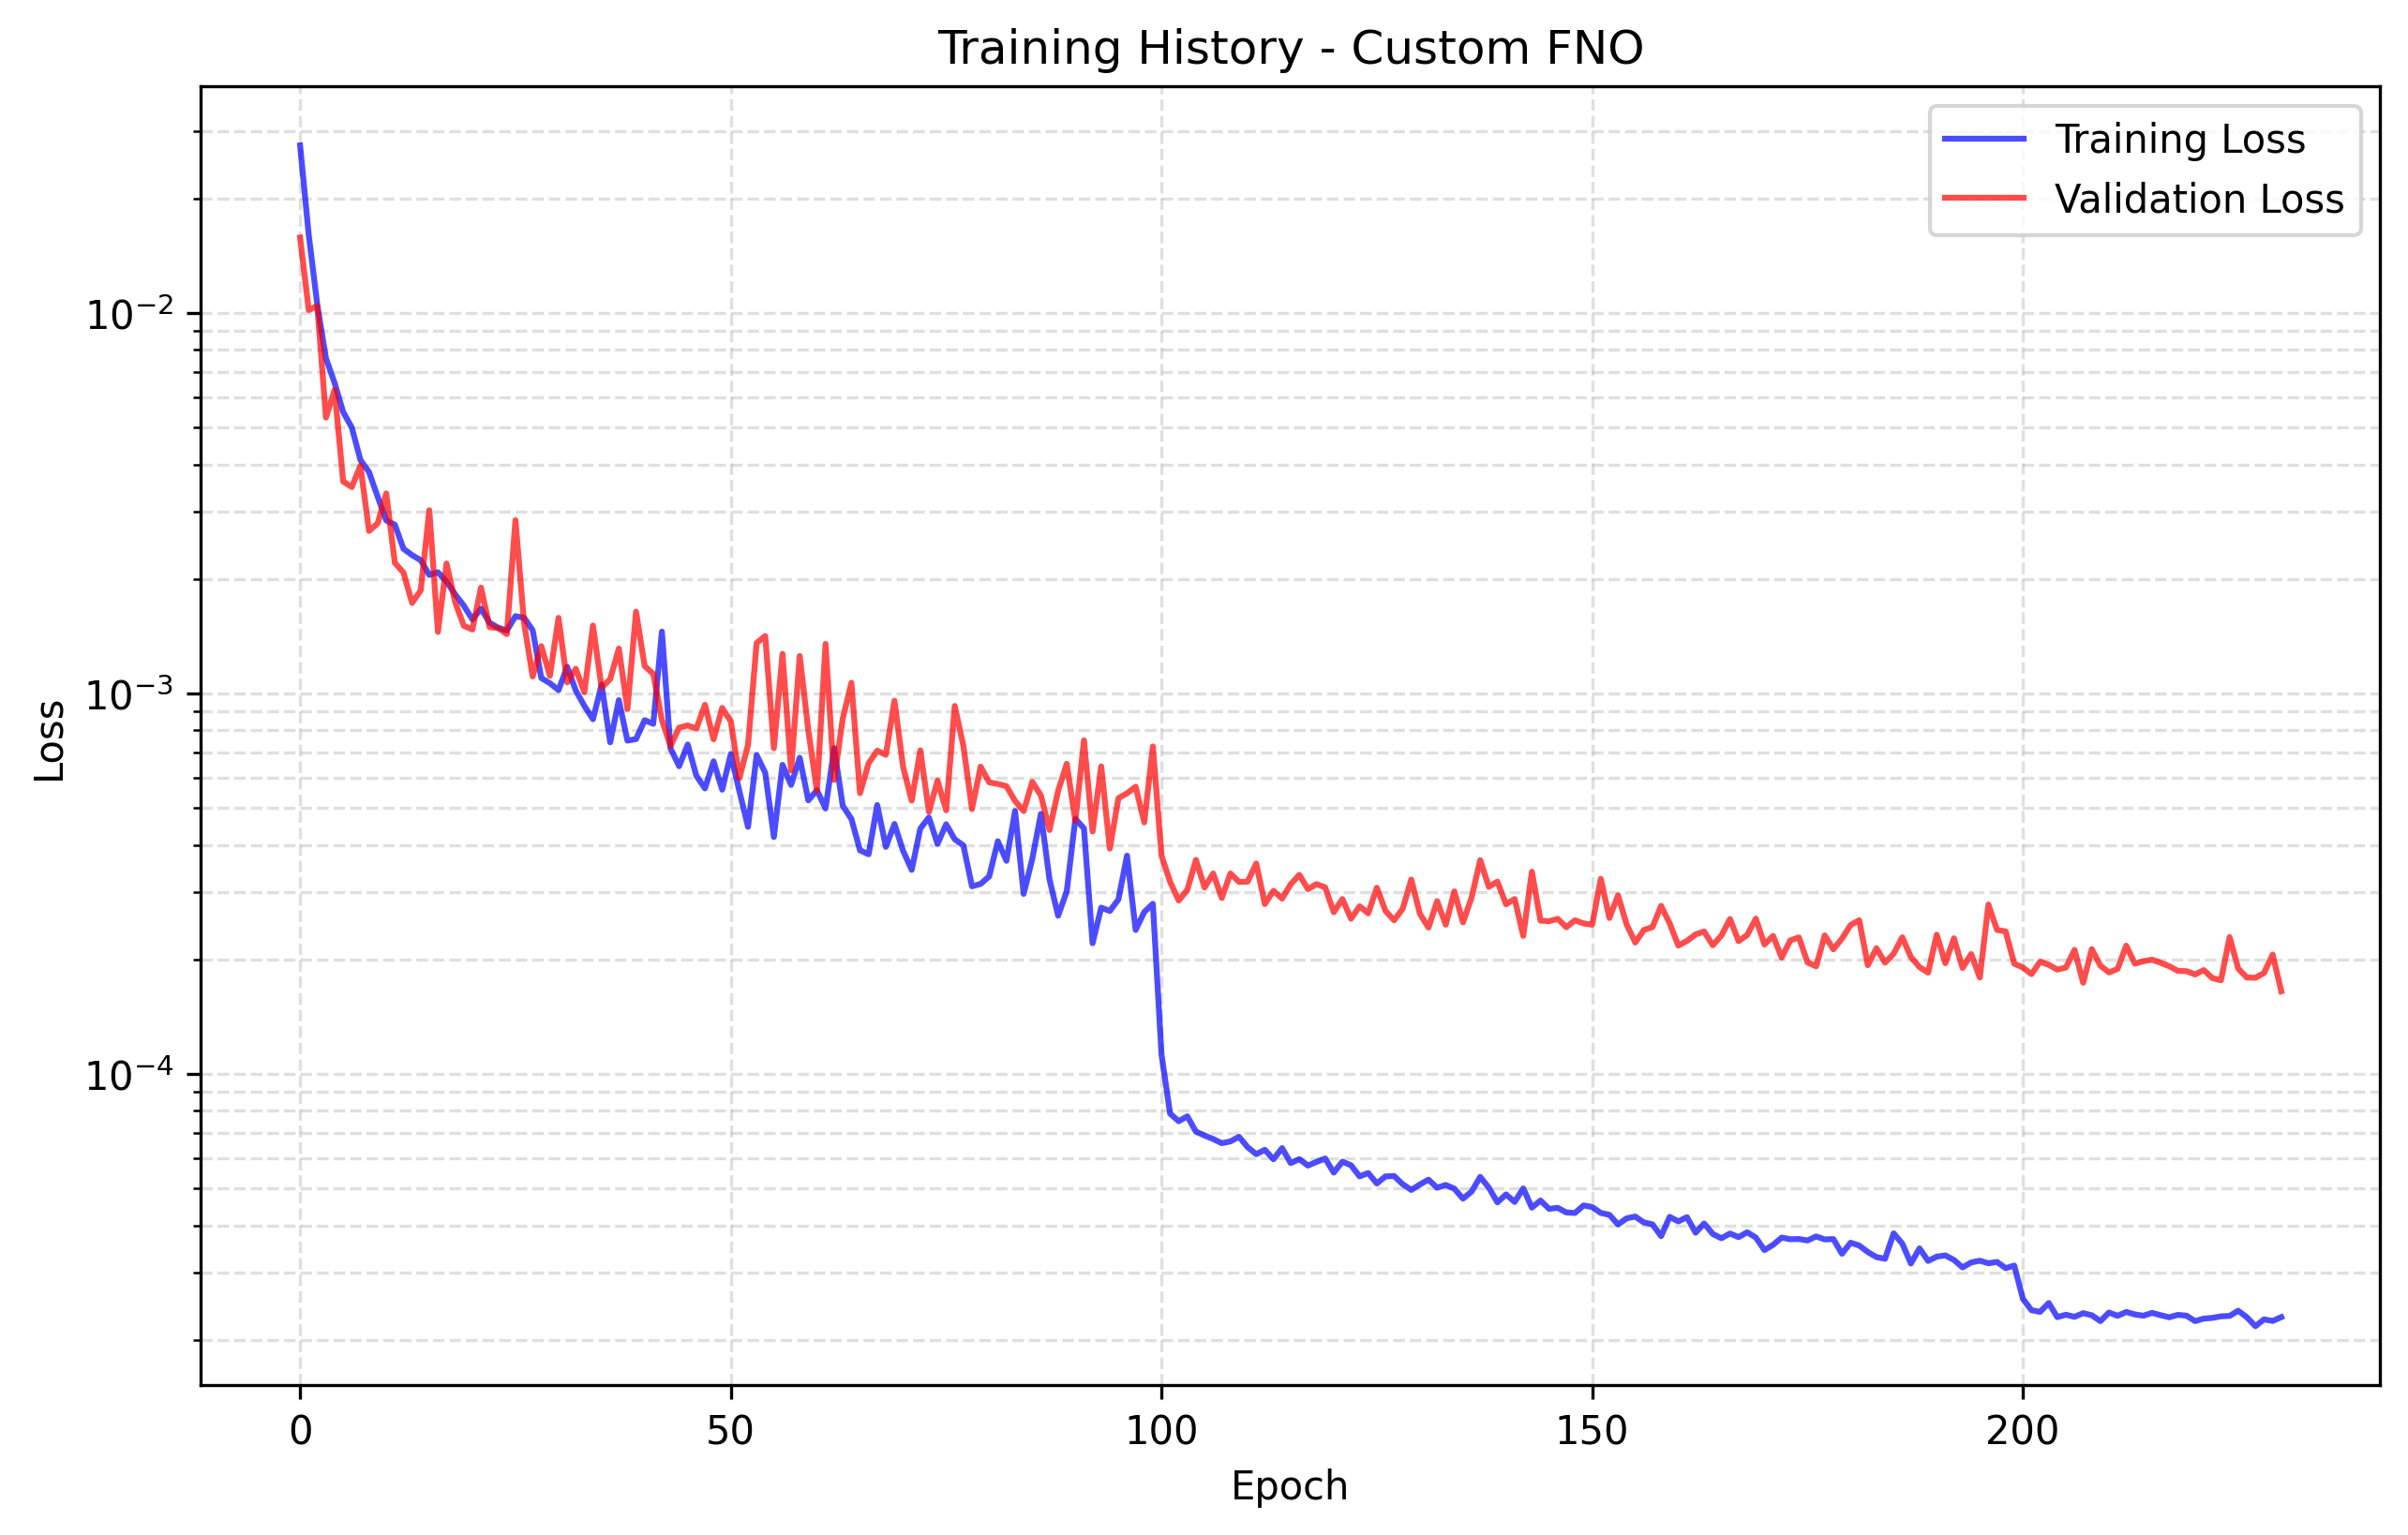 Training History - Custom FNO
Training Loss
Validation Loss
10⁻²
10⁻³
10⁻⁴
Loss
0 50 100 150 200
Epoch